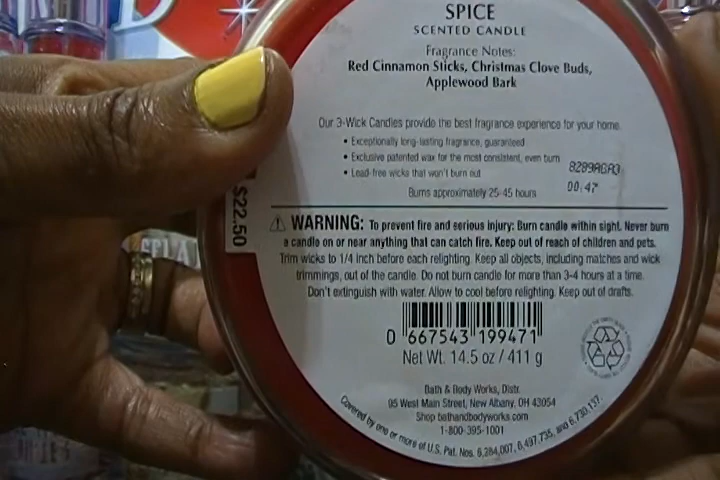 SPICE
SCENTED CANDLE
Fragrance Notes:
Red Cinnamon Sticks, Christmas Clove Buds,
Applewood Bark
Our 3-Wick Candles provide the best fragrance experience for your home.
• Exceptionally long-lasting fragrance, guaranteed
• Exclusive patented wax for the most consistent, even burn
• Lead-free wicks that won't burn out
Burns approximately 25-45 hours
$22.50
WARNING: To prevent fire and serious injury: Burn candle within sight. Never burn
a candle on or near anything that can catch fire. Keep out of reach of children and pets.
Trim wicks to 1/4 inch before each relighting. Keep all objects, including matches and wick
trimmings, out of the candle. Do not burn candle for more than 3-4 hours at a time.
Don't extinguish with water. Allow to cool before relighting. Keep out of drafts.
0 667543 199471
Net Wt. 14.5 oz / 411 g
Bath & Body Works, Distr.
95 West Main Street, New Albany, OH 43054
Shop bathandbodyworks.com
1-800-395-1001
Covered by one or more of U.S. Pat. Nos. 6,284,007, 6,497,735, and 6,730,137.